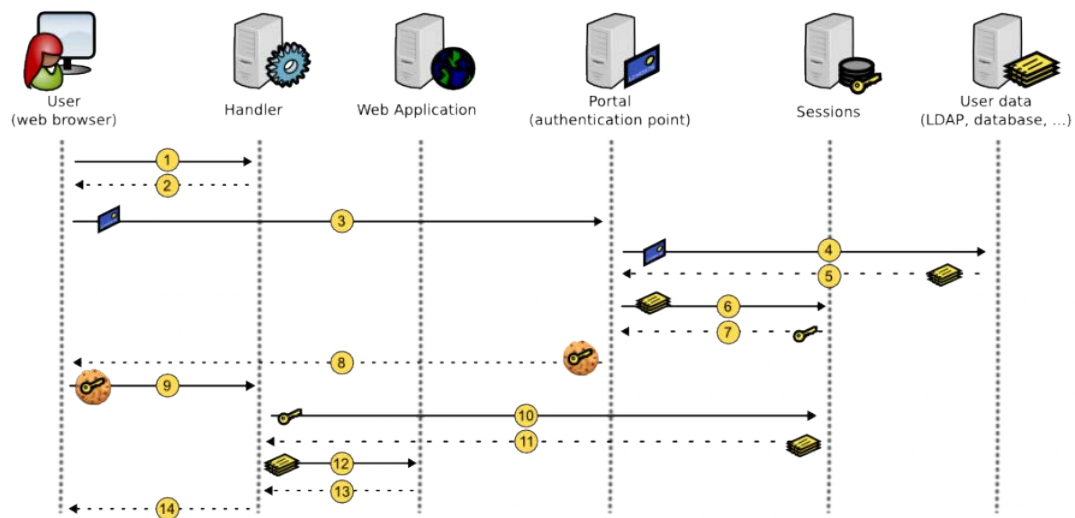 User
(web browser)
Handler
Web Application
Portal
(authentication point)
Sessions
User data
(LDAP, database, ...)
1
2
3
4
5
6
7
8
9
10
11
12
13
14